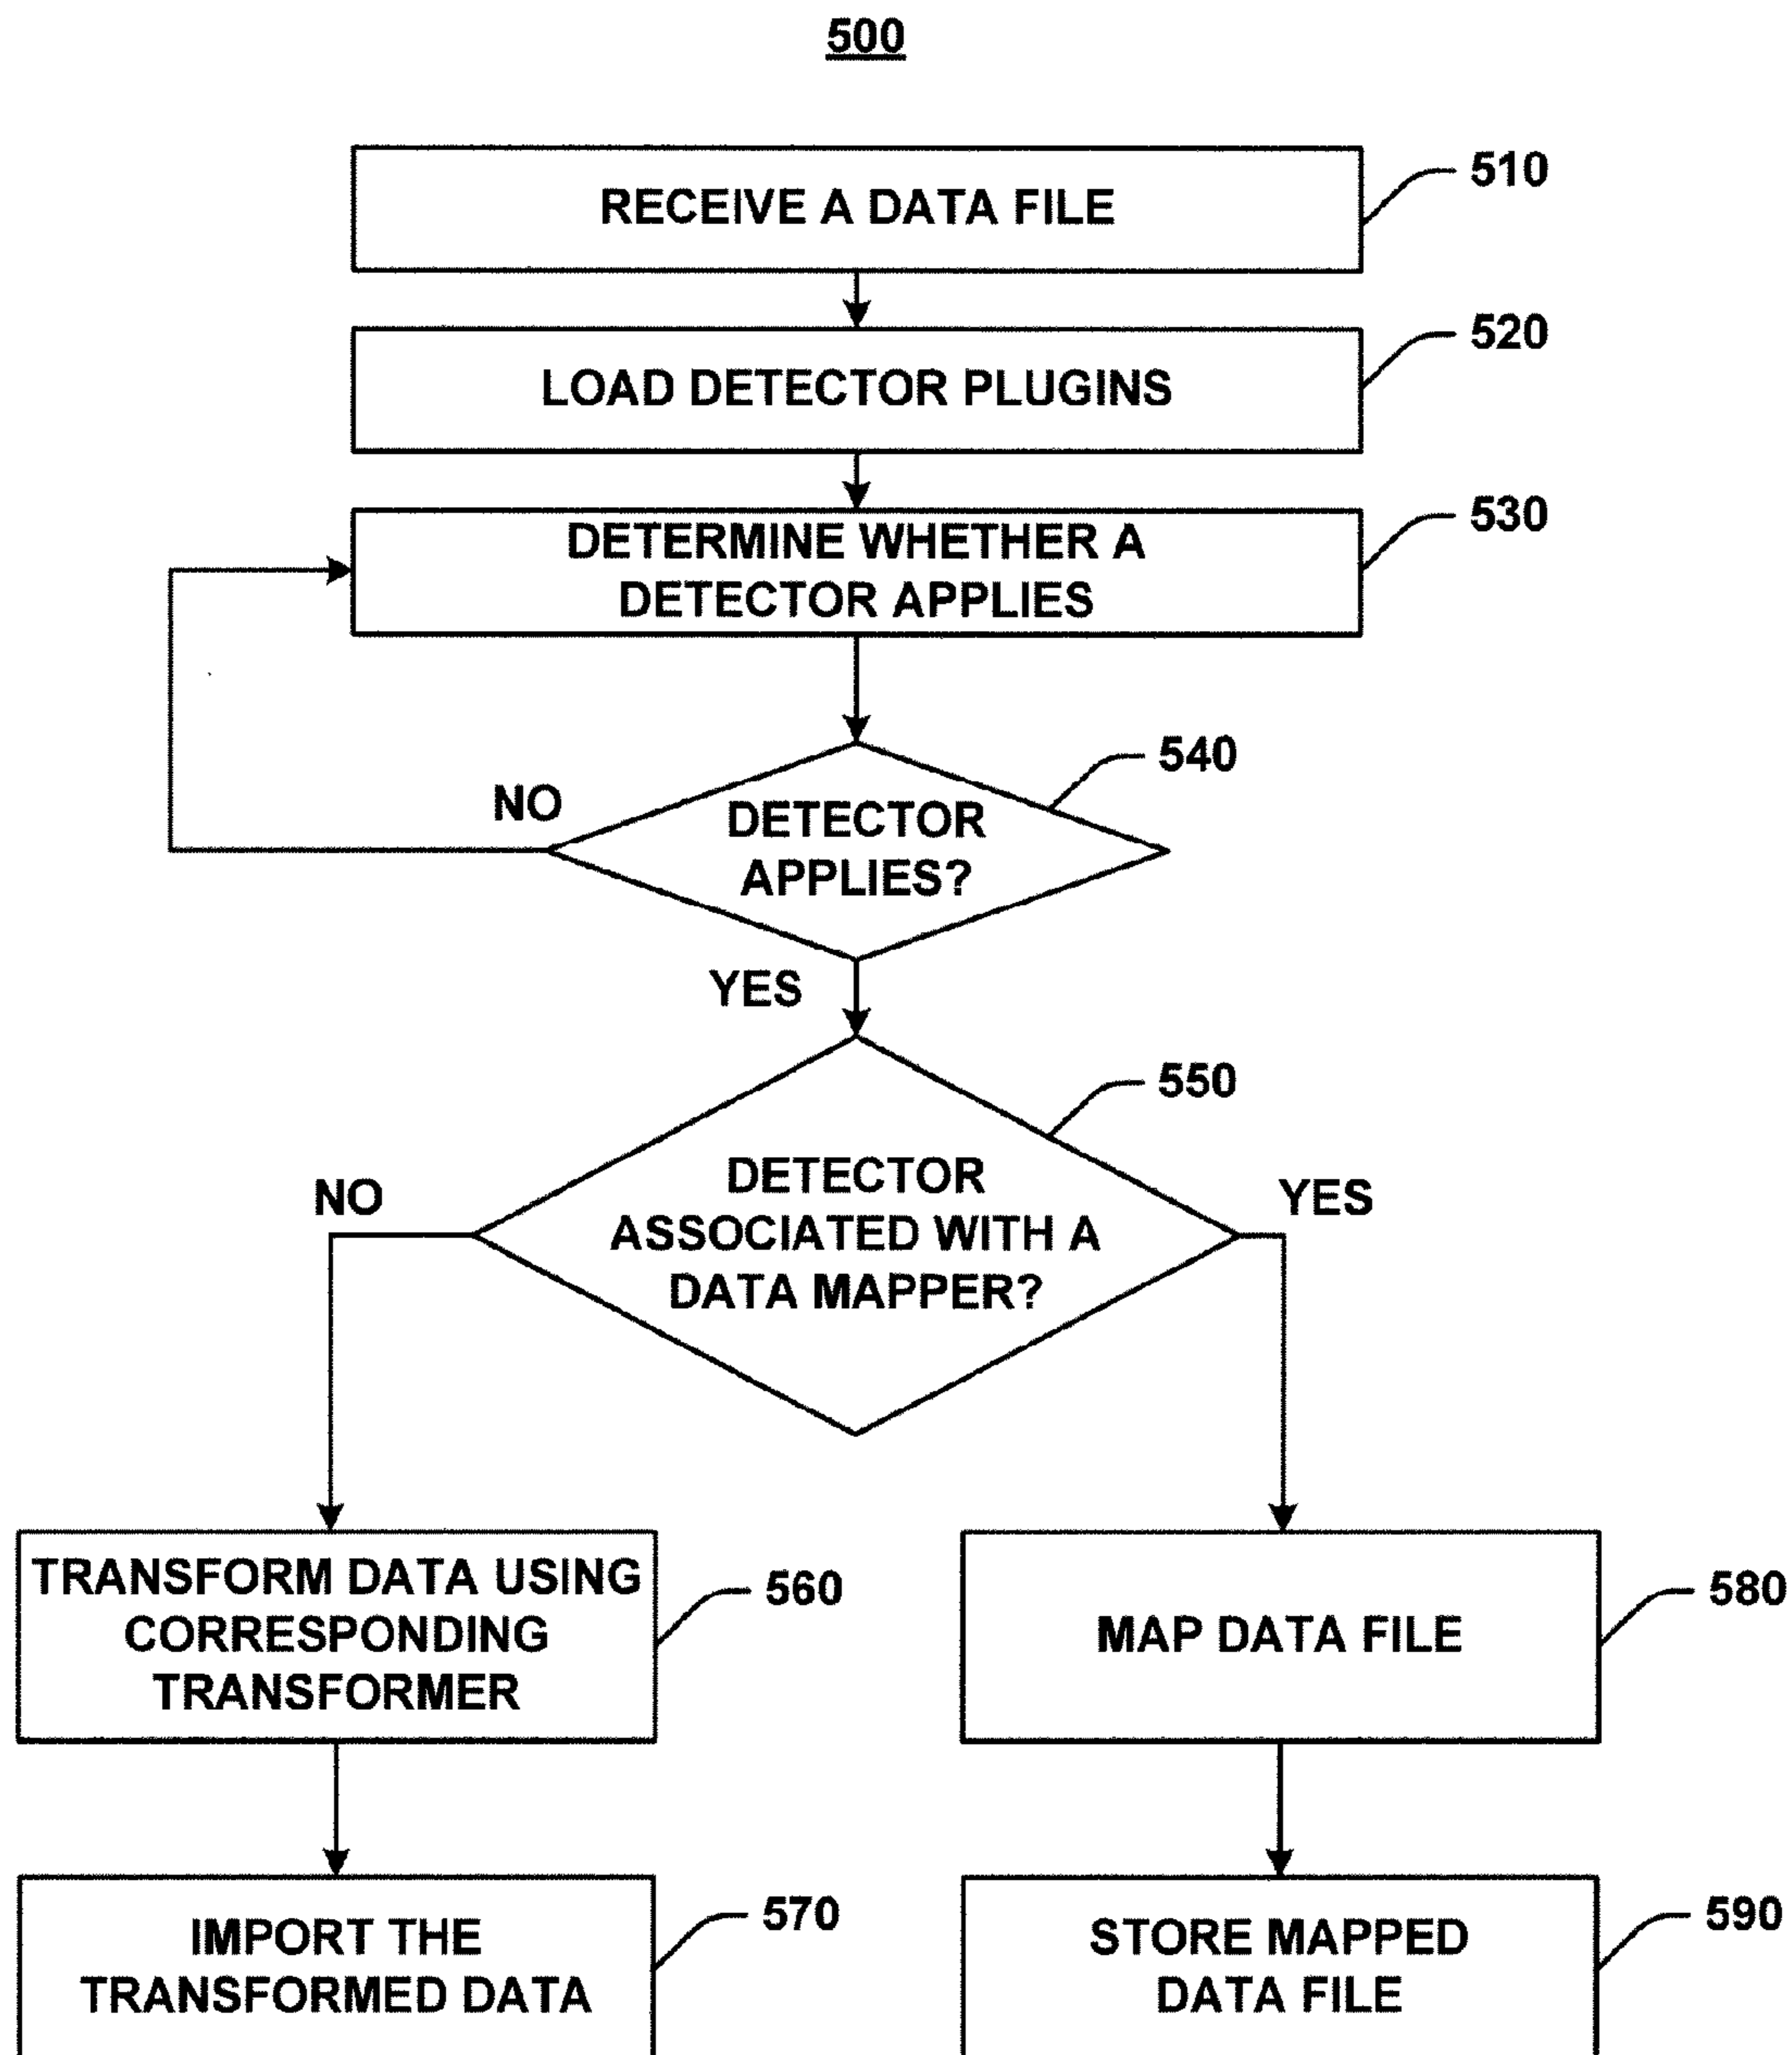 500
RECEIVE A DATA FILE
510
LOAD DETECTOR PLUGINS
520
DETERMINE WHETHER A
DETECTOR APPLIES
530
DETECTOR
APPLIES?
540
NO
YES
DETECTOR
ASSOCIATED WITH A
DATA MAPPER?
550
NO
YES
TRANSFORM DATA USING
CORRESPONDING
TRANSFORMER
560
MAP DATA FILE
580
IMPORT THE
TRANSFORMED DATA
570
STORE MAPPED
DATA FILE
590